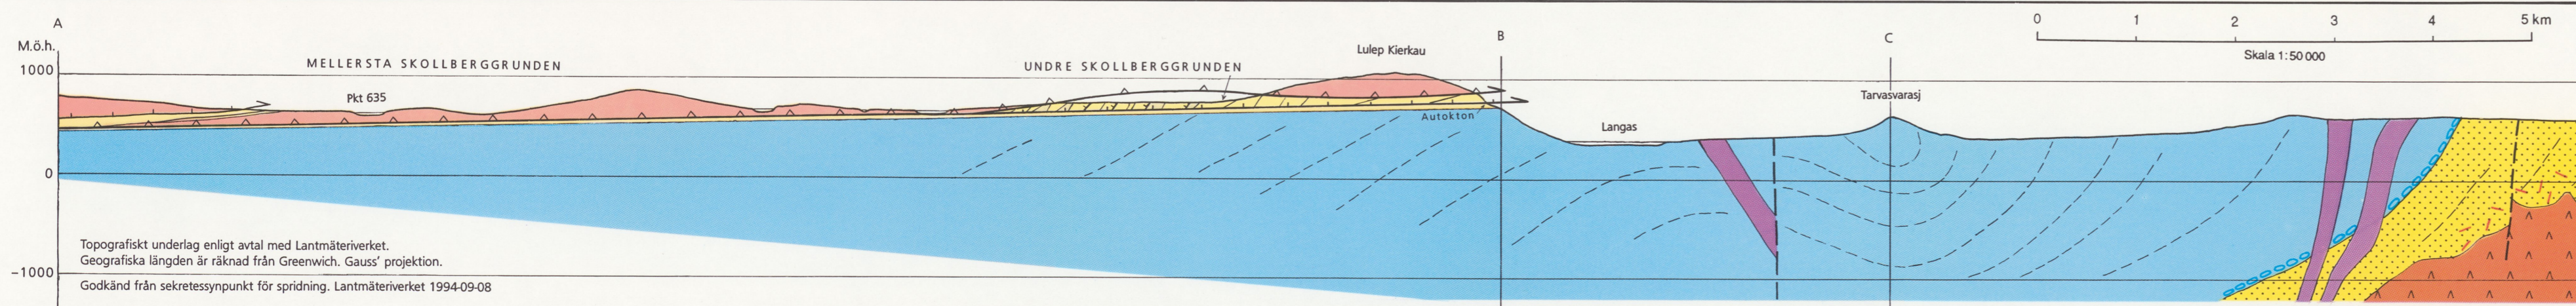 A
M.ö.h.
1000
MELLERSTA SKOLLBERGGRUNDEN
Pkt 635
UNDRE SKOLLBERGGRUNDEN
Lulep Kierkau
B
C
0 1 2 3 4 5 km
Skala 1:50 000
Tarvasvarasj
Autokton
Langas
0
Topografiskt underlag enligt avtal med Lantmäteriverket.
Geografiska längden är räknad från Greenwich. Gauss' projektion.
–1000
Godkänd från sekretessynpunkt för spridning. Lantmäteriverket 1994-09-08